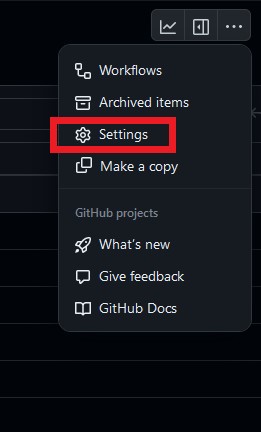 Workflows
Archived items
Settings
Make a copy
GitHub projects
What's new
Give feedback
GitHub Docs